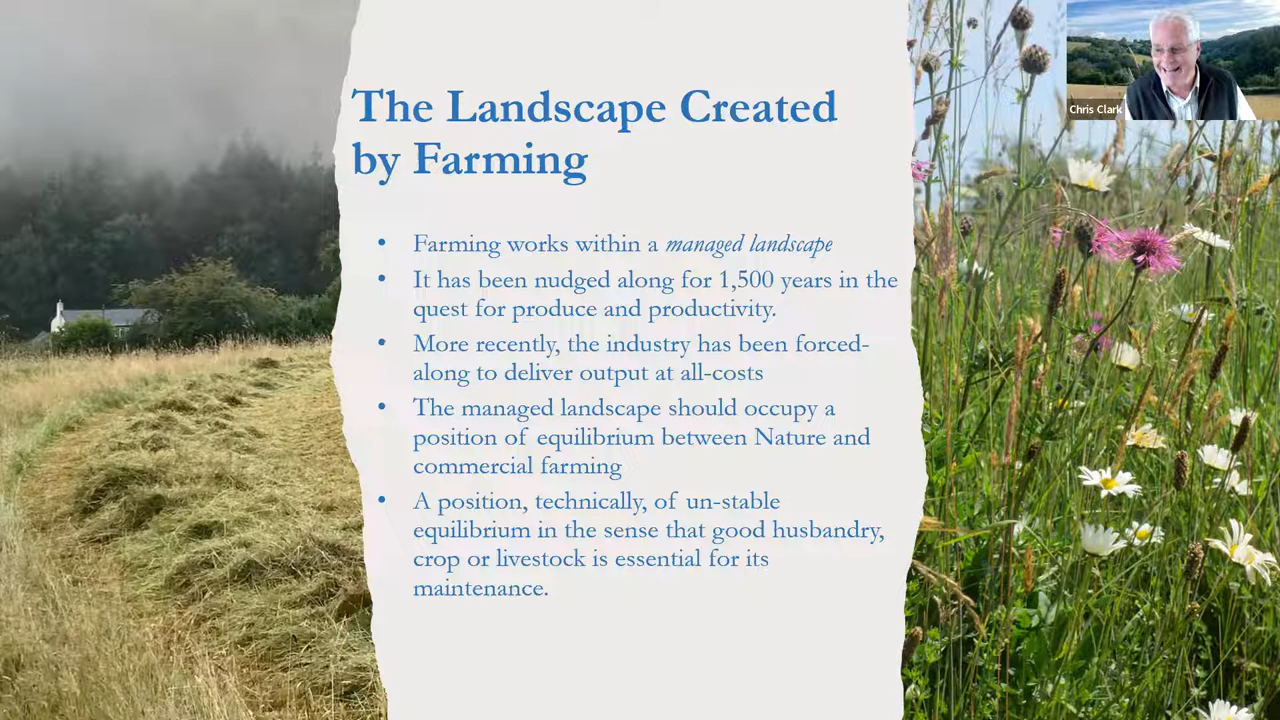 Chris Clark
The Landscape Created
by Farming
• Farming works within a managed landscape
• It has been nudged along for 1,500 years in the
quest for produce and productivity.
• More recently, the industry has been forced-
along to deliver output at all-costs
• The managed landscape should occupy a
position of equilibrium between Nature and
commercial farming
• A position, technically, of un-stable
equilibrium in the sense that good husbandry,
crop or livestock is essential for its
maintenance.